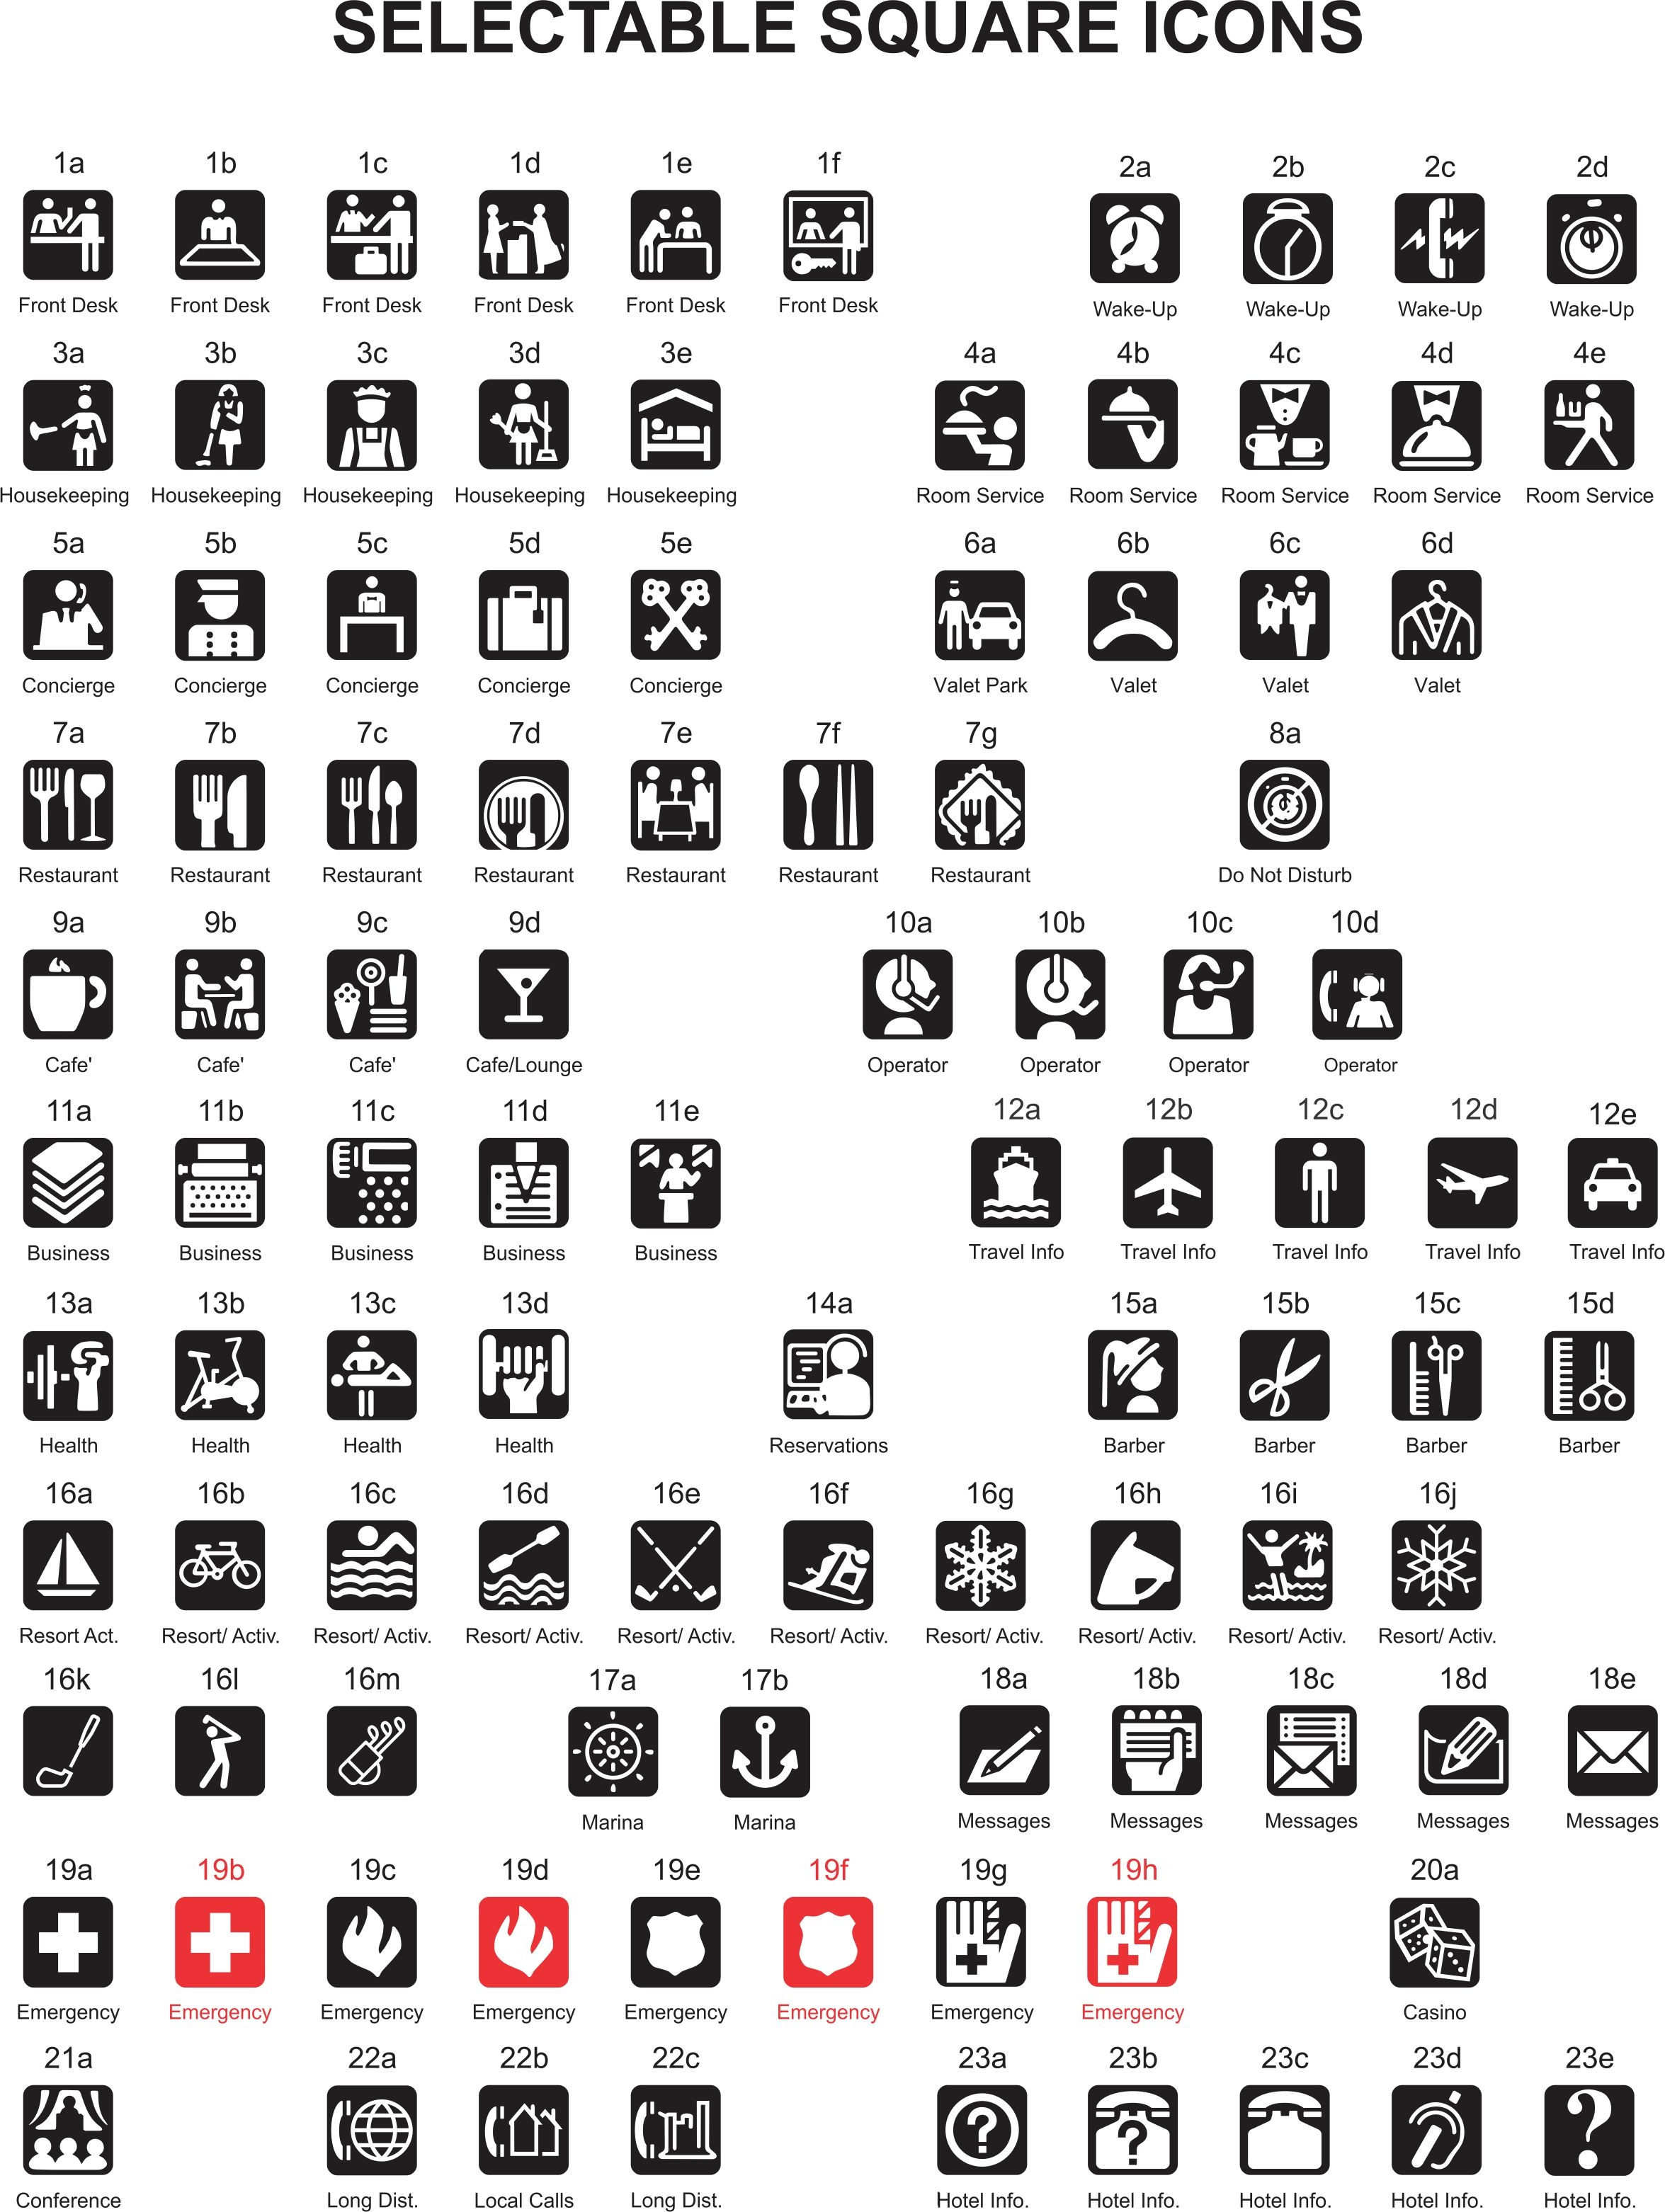 SELECTABLE SQUARE ICONS
1a 1b 1c 1d 1e 1f 2a 2b 2c 2d
Front Desk Front Desk Front Desk Front Desk Front Desk Front Desk Wake-Up Wake-Up Wake-Up Wake-Up
3a 3b 3c 3d 3e 4a 4b 4c 4d 4e
Housekeeping Housekeeping Housekeeping Housekeeping Housekeeping Room Service Room Service Room Service Room Service Room Service
5a 5b 5c 5d 5e 6a 6b 6c 6d
Concierge Concierge Concierge Concierge Concierge Valet Park Valet Valet Valet
7a 7b 7c 7d 7e 7f 7g 8a
Restaurant Restaurant Restaurant Restaurant Restaurant Restaurant Restaurant Do Not Disturb
9a 9b 9c 9d 10a 10b 10c 10d
Cafe' Cafe' Cafe' Cafe/Lounge Operator Operator Operator Operator
11a 11b 11c 11d 11e 12a 12b 12c 12d 12e
Business Business Business Business Business Travel Info Travel Info Travel Info Travel Info Travel Info
13a 13b 13c 13d 14a 15a 15b 15c 15d
Health Health Health Health Reservations Barber Barber Barber Barber
16a 16b 16c 16d 16e 16f 16g 16h 16i 16j
Resort Act. Resort/ Activ. Resort/ Activ. Resort/ Activ. Resort/ Activ. Resort/ Activ. Resort/ Activ. Resort/ Activ. Resort/ Activ. Resort/ Activ.
16k 16l 16m 17a 17b 18a 18b 18c 18d 18e
Marina Marina Messages Messages Messages Messages Messages
19a 19b 19c 19d 19e 19f 19g 19h 20a
Emergency Emergency Emergency Emergency Emergency Emergency Emergency Emergency Casino
21a 22a 22b 22c 23a 23b 23c 23d 23e
? ? ?
Conference Long Dist. Local Calls Long Dist. Hotel Info. Hotel Info. Hotel Info. Hotel Info. Hotel Info.